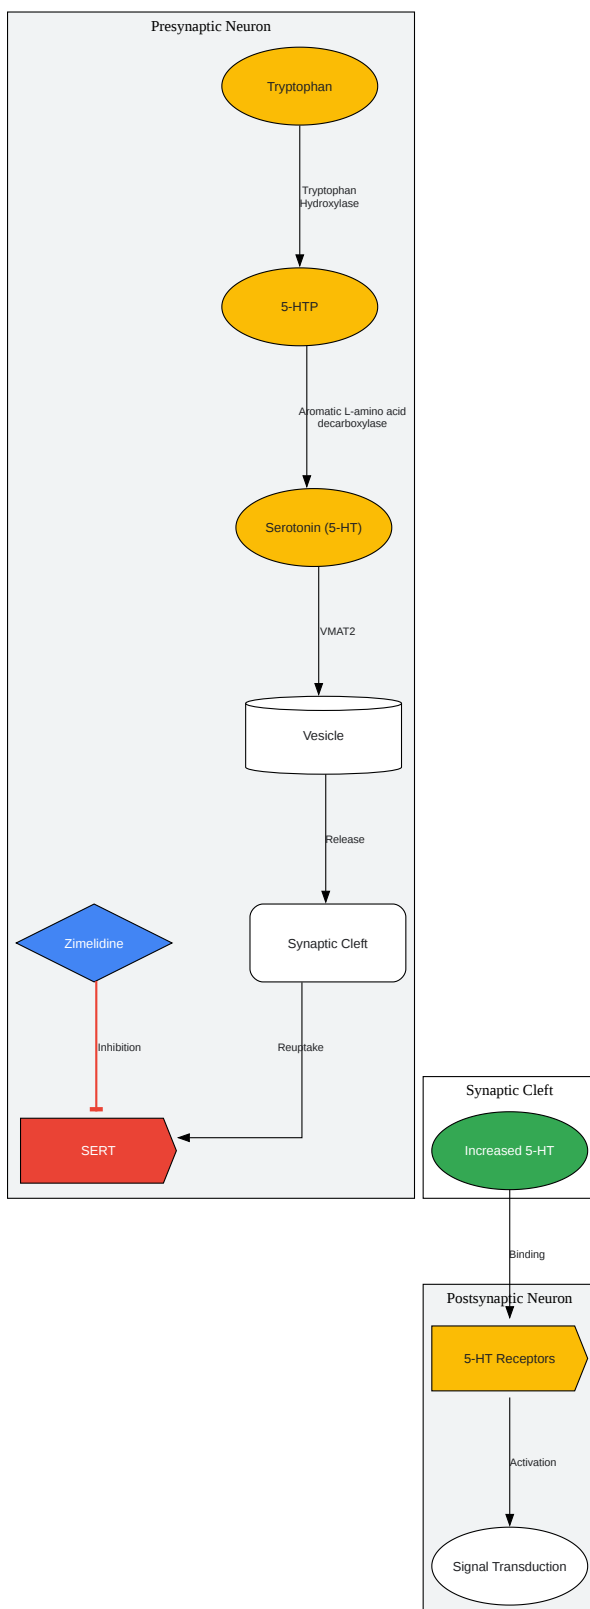 Presynaptic Neuron
Tryptophan
Tryptophan
Hydroxylase
5-HTP
Aromatic L-amino acid
decarboxylase
Serotonin (5-HT)
VMAT2
Vesicle
Release
Zimelidine
Synaptic Cleft
Inhibition
Reuptake
SERT
Synaptic Cleft
Increased 5-HT
Binding
Postsynaptic Neuron
5-HT Receptors
Activation
Signal Transduction